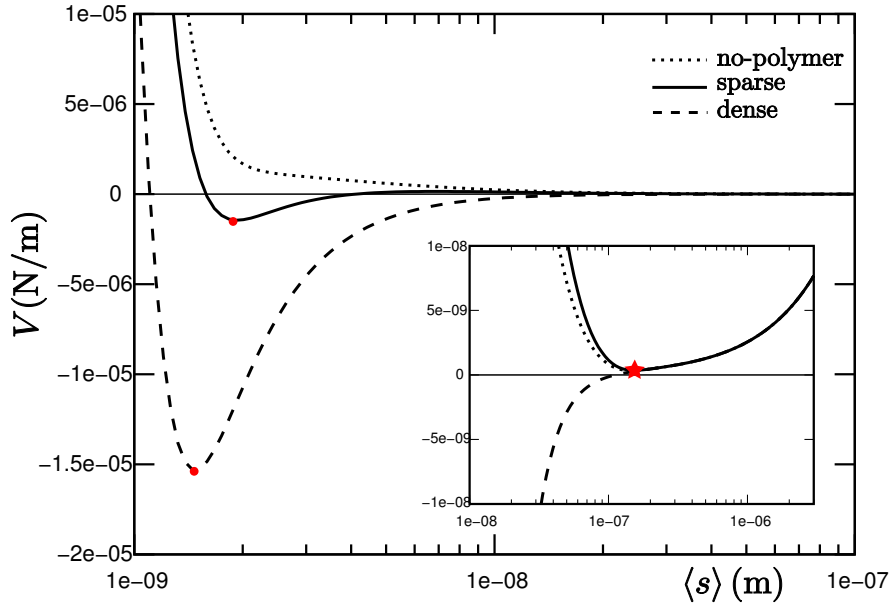 1e-05
5e-06
0
-5e-06
-1e-05
-1.5e-05
-2e-05
V(N/m)
no-polymer
sparse
dense
1e-08
5e-09
0
-5e-09
-1e-08
1e-08 1e-07 1e-06
1e-09 1e-08 ⟨s⟩ (m) 1e-07